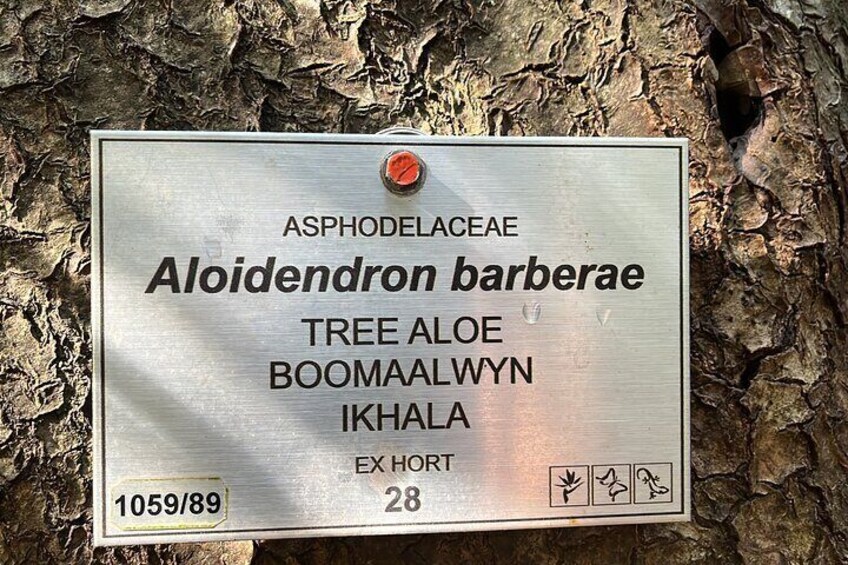 ASPHODELACEAE
Aloidendron barberae
TREE ALOE
BOOMAALWYN
IKHALA
EX HORT
28
1059/89